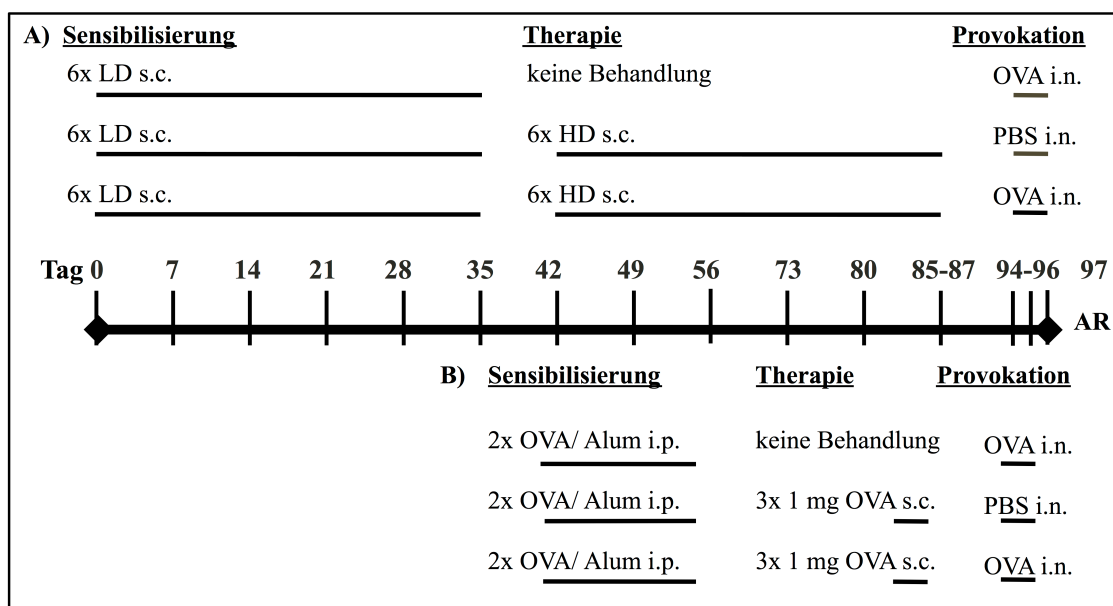 A) Sensibilisierung Therapie Provokation
6x LD s.c. keine Behandlung OVA i.n.
6x LD s.c. 6x HD s.c. PBS i.n.
6x LD s.c. 6x HD s.c. OVA i.n.
Tag 0 7 14 21 28 35 42 49 56 73 80 85-87 94-96 97
AR
B) Sensibilisierung Therapie Provokation
2x OVA/ Alum i.p. keine Behandlung OVA i.n.
2x OVA/ Alum i.p. 3x 1 mg OVA s.c. PBS i.n.
2x OVA/ Alum i.p. 3x 1 mg OVA s.c. OVA i.n.